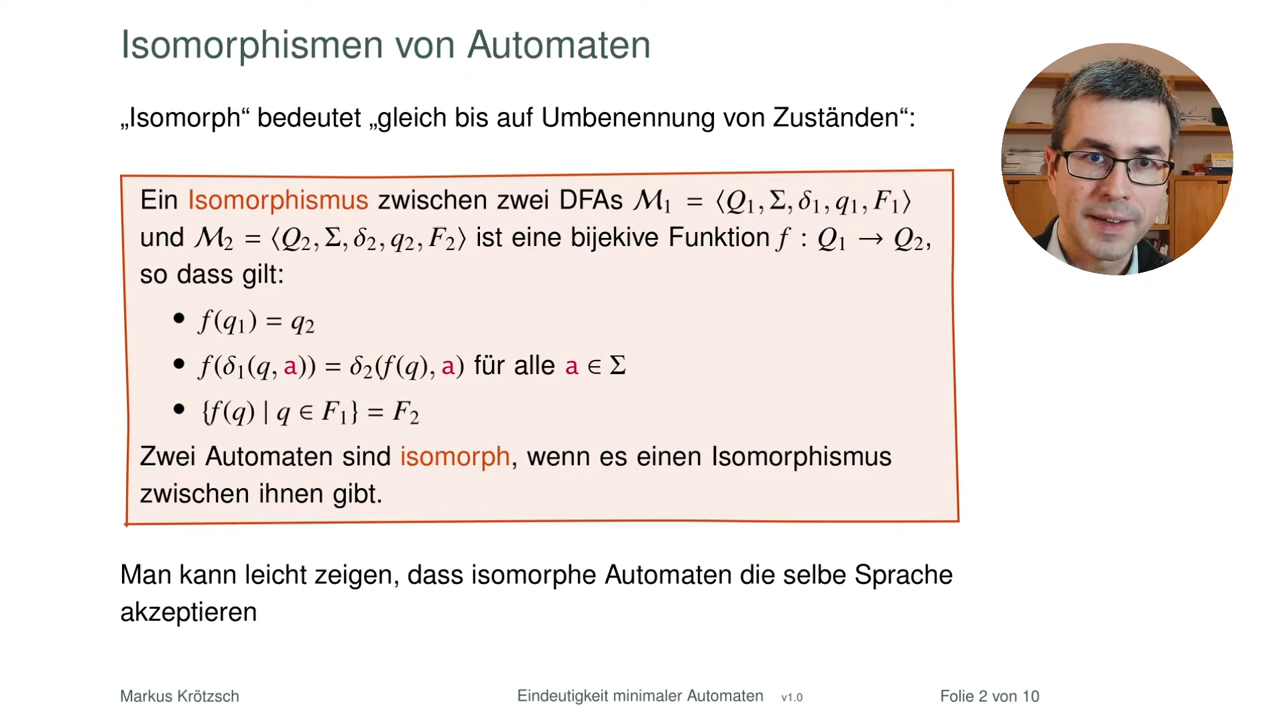 Isomorphismen von Automaten
„Isomorph“ bedeutet „gleich bis auf Umbenennung von Zuständen“:
Ein Isomorphismus zwischen zwei DFAs M₁ = ⟨Q₁, Σ, δ₁, q₁, F₁⟩
und M₂ = ⟨Q₂, Σ, δ₂, q₂, F₂⟩ ist eine bijekive Funktion f : Q₁ → Q₂,
so dass gilt:
• f(q₁) = q₂
• f(δ₁(q, a)) = δ₂(f(q), a) für alle a ∈ Σ
• {f(q) | q ∈ F₁} = F₂
Zwei Automaten sind isomorph, wenn es einen Isomorphismus
zwischen ihnen gibt.
Man kann leicht zeigen, dass isomorphe Automaten die selbe Sprache
akzeptieren
Markus Krötzsch Eindeutigkeit minimaler Automaten v1.0 Folie 2 von 10